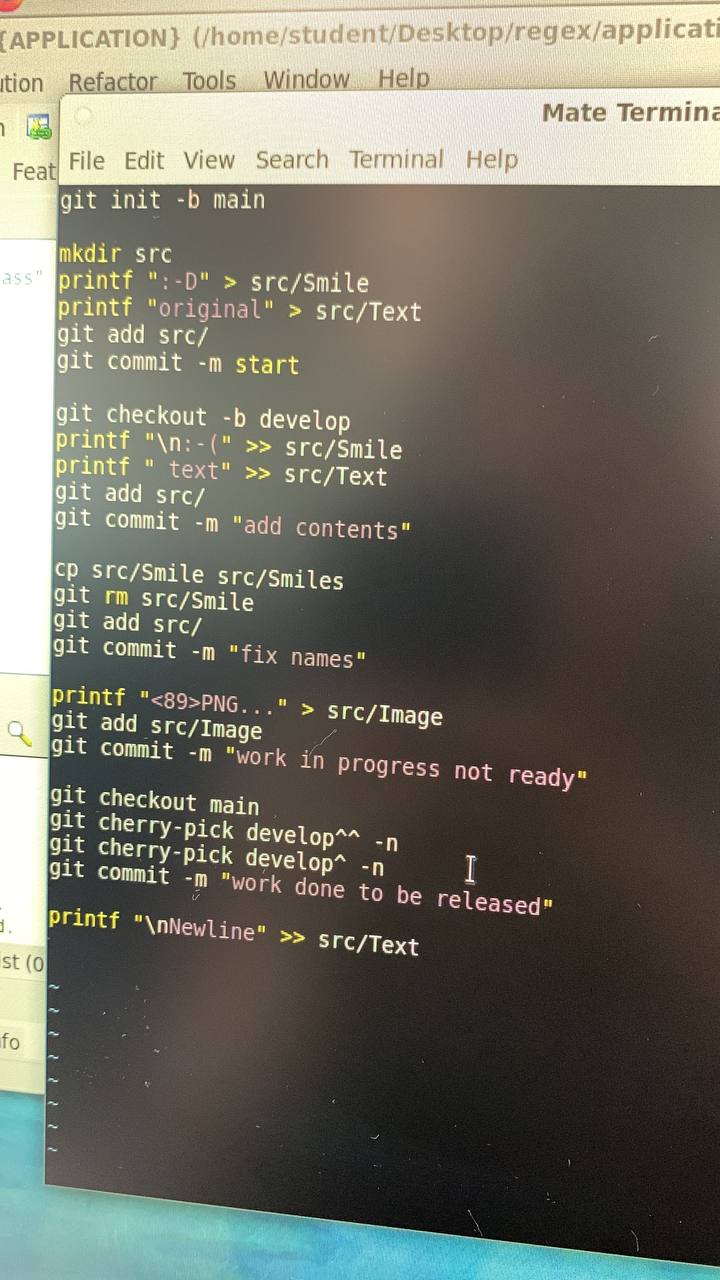 {APPLICATION} (/home/student/Desktop/regex/applicati
ution Refactor Tools Window Help
Mate Termina
Feat
File Edit View Search Terminal Help
git init -b main
mkdir src
ass"
printf ":-D" > src/Smile
printf "original" > src/Text
git add src/
git commit -m start
git checkout -b develop
printf "\n:-(" >> src/Smile
printf " text" >> src/Text
git add src/
git commit -m "add contents"
cp src/Smile src/Smiles
git rm src/Smile
git add src/
git commit -m "fix names"
printf "<89>PNG..." > src/Image
git add src/Image
git commit -m "work in progress not ready"
git checkout main
git cherry-pick develop^^ -n
git cherry-pick develop^ -n
git commit -m "work done to be released"
printf "\nNewline" >> src/Text
d.
ist (0
nfo
~
~
~
~
~
~
~
~